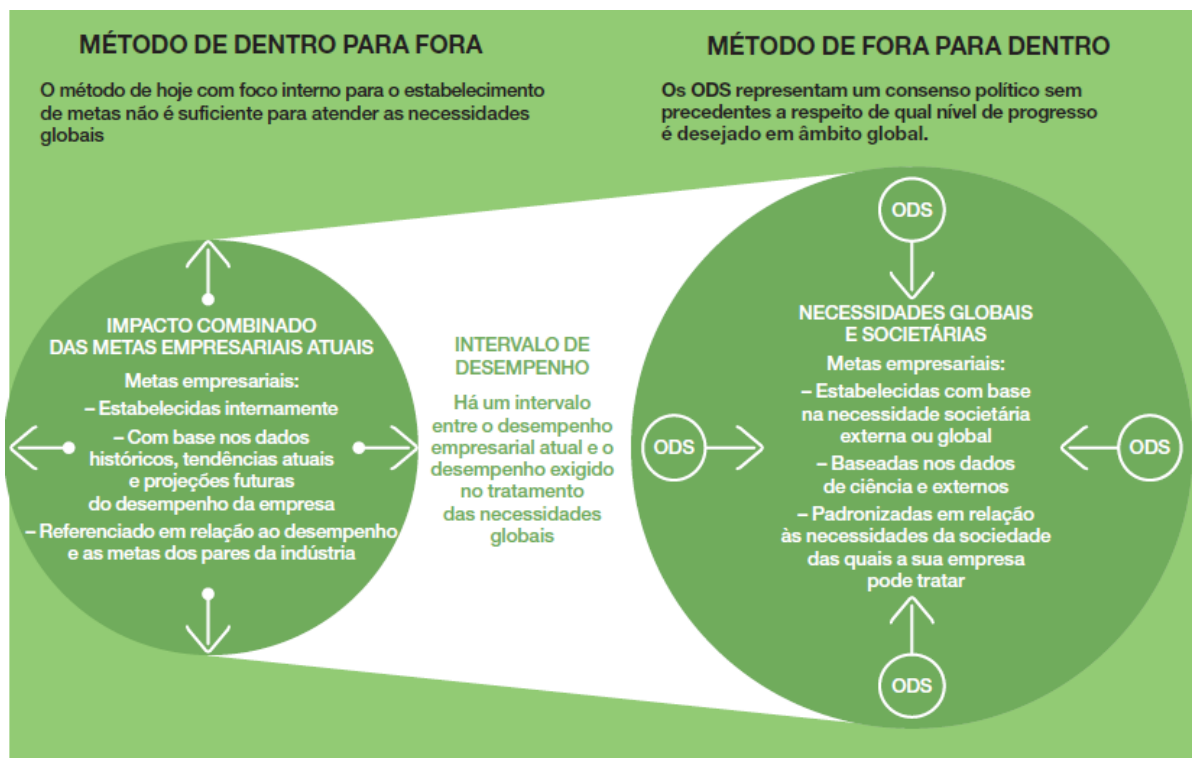 MÉTODO DE DENTRO PARA FORA
O método de hoje com foco interno para o estabelecimento
de metas não é suficiente para atender as necessidades
globais
MÉTODO DE FORA PARA DENTRO
Os ODS representam um consenso político sem
precedentes a respeito de qual nível de progresso
é desejado em âmbito global.
IMPACTO COMBINADO
DAS METAS EMPRESARIAIS ATUAIS
Metas empresariais:
– Estabelecidas internamente
– Com base nos dados
históricos, tendências atuais
e projeções futuras
do desempenho da empresa
– Referenciado em relação ao desempenho
e as metas dos pares da indústria
INTERVALO DE
DESEMPENHO
Há um intervalo
entre o desempenho
empresarial atual e o
desempenho exigido
no tratamento
das necessidades
globais
ODS
ODS
NECESSIDADES GLOBAIS
E SOCIETÁRIAS
Metas empresariais:
– Estabelecidas com base
na necessidade societária
externa ou global
– Baseadas nos dados
de ciência e externos
– Padronizadas em relação
às necessidades da sociedade
das quais a sua empresa
pode tratar
ODS
ODS